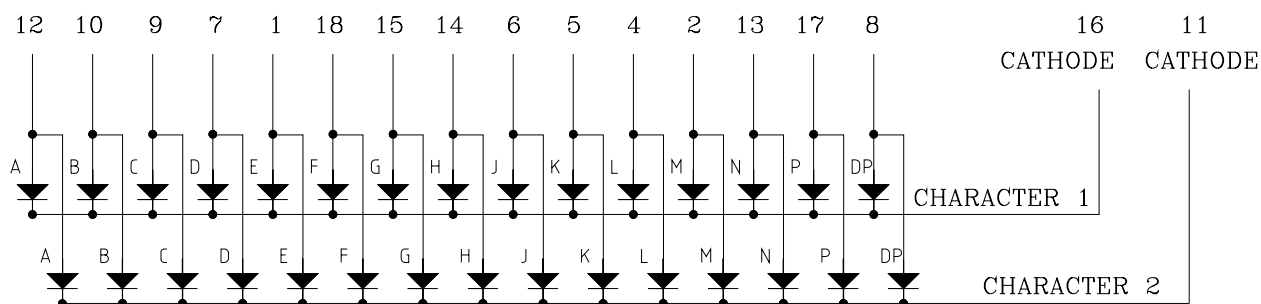 12 10 9 7 1 18 15 14 6 5 4 2 13 17 8 16 11
CATHODE CATHODE
A B C D E F G H J K L M N P DP
CHARACTER 1
A B C D E F G H J K L M N P DP
CHARACTER 2